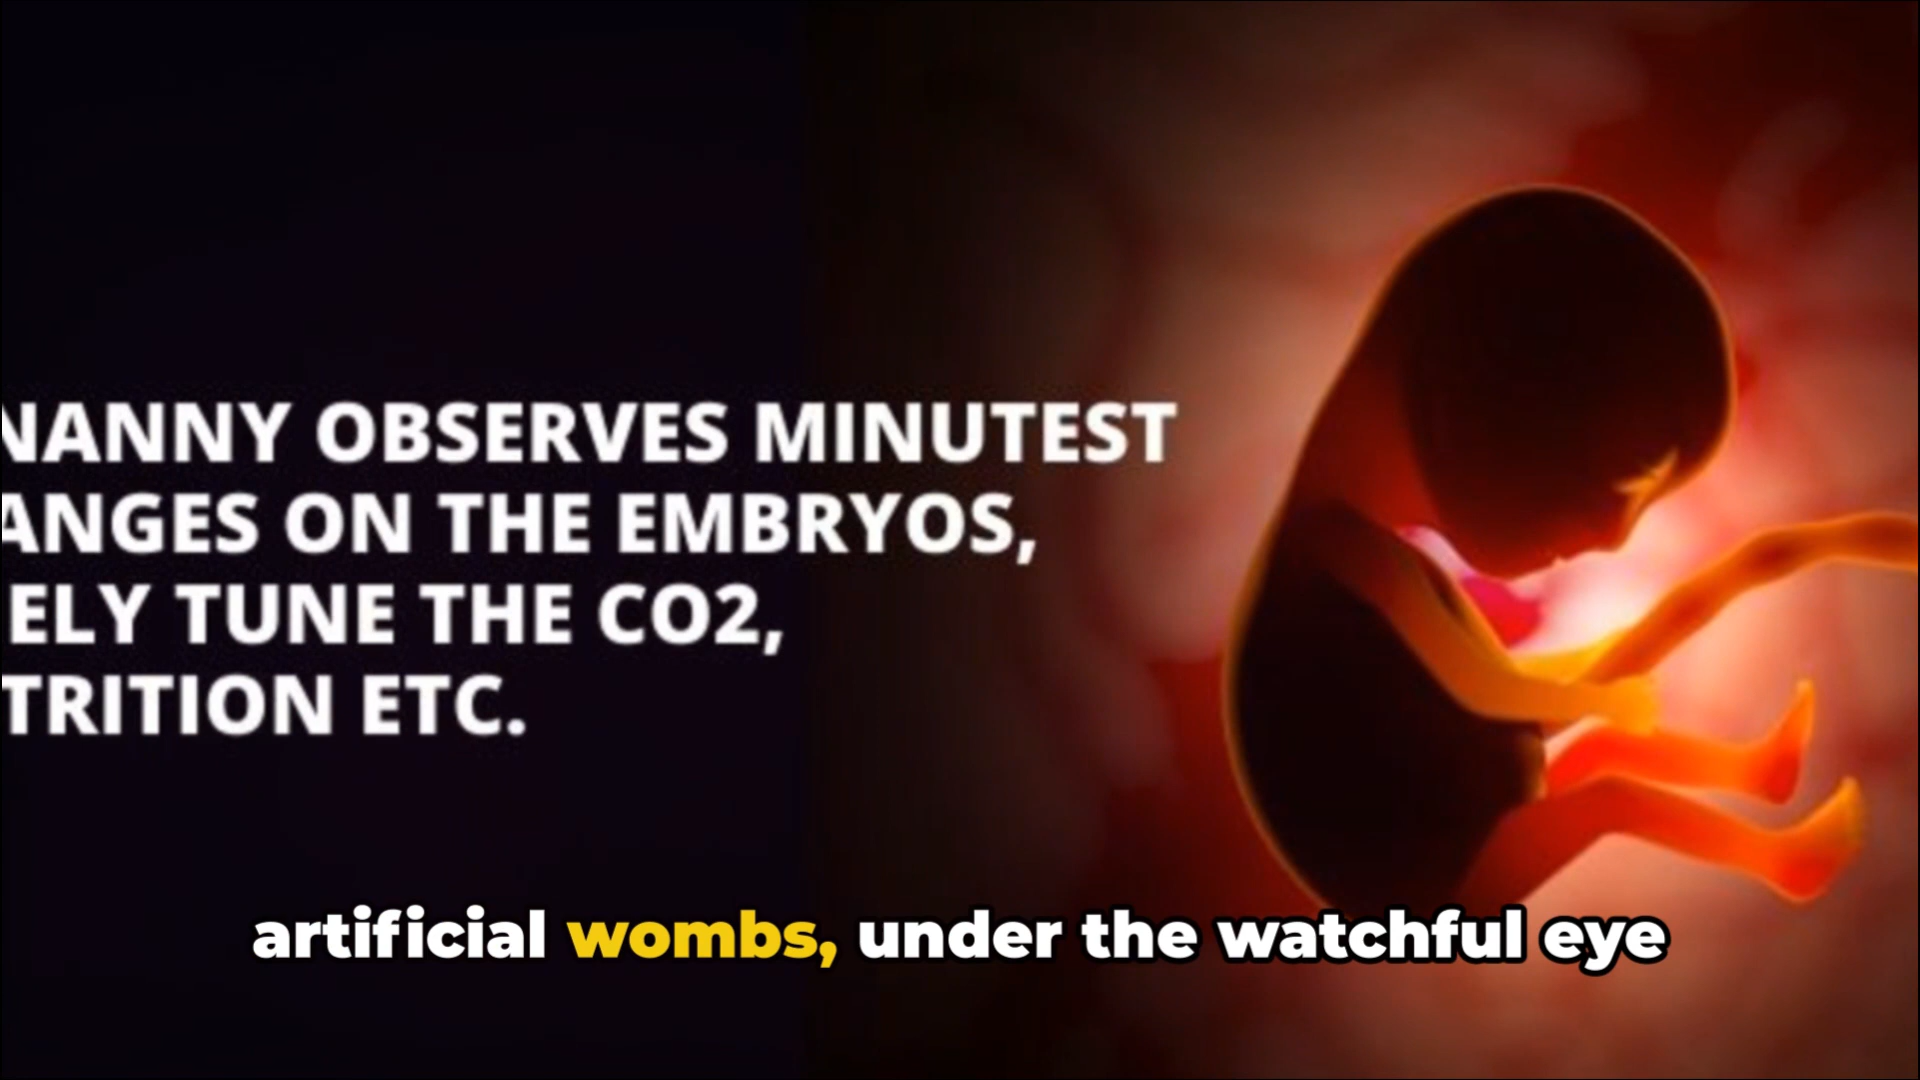 NANNY OBSERVES MINUTEST
ANGES ON THE EMBRYOS,
ELY TUNE THE CO2,
TRITION ETC.
artificial wombs, under the watchful eye